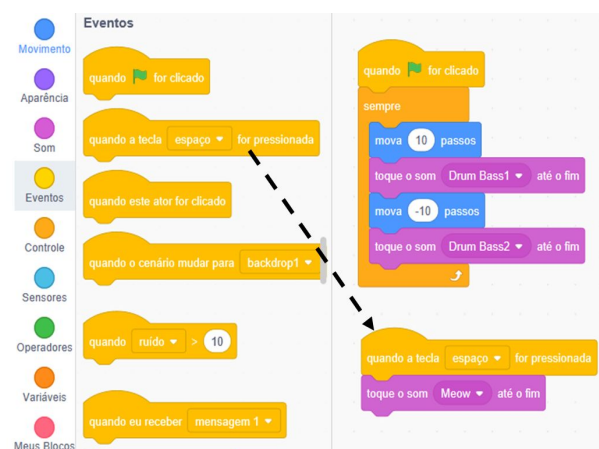 Eventos
Movimento
Aparência
Som
Eventos
Controle
Sensores
Operadores
Variáveis
Meus Blocos
quando for clicado
quando a tecla espaço for pressionada
quando este ator for clicado
quando o cenário mudar para backdrop1
quando ruído > 10
quando eu receber mensagem 1
quando for clicado
sempre
mova 10 passos
toque o som Drum Bass1 até o fim
mova -10 passos
toque o som Drum Bass2 até o fim
quando a tecla espaço for pressionada
toque o som Meow até o fim